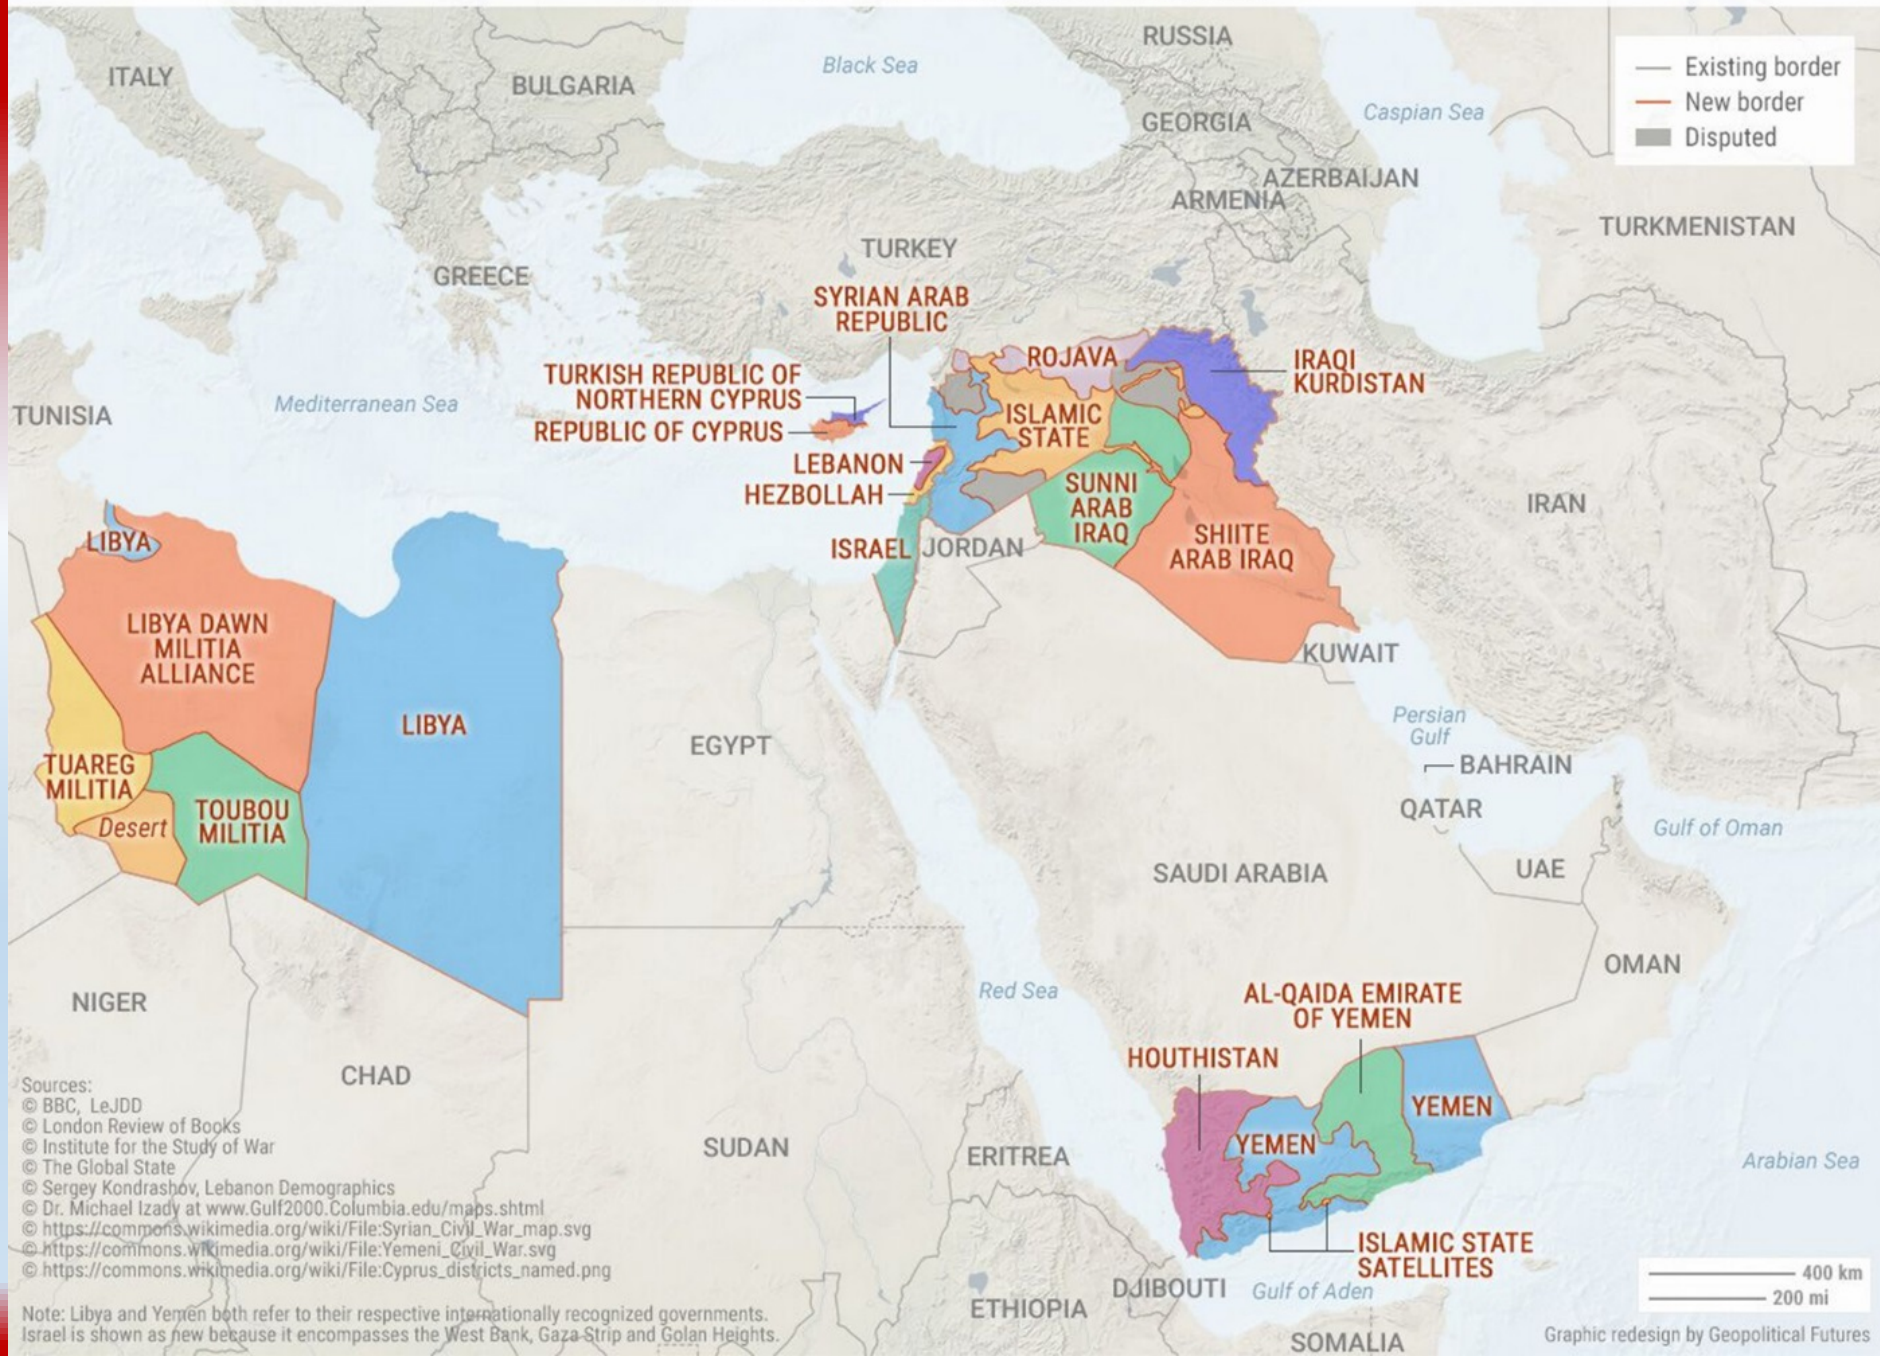 ITALY
BULGARIA
Black Sea
RUSSIA
GEORGIA
Caspian Sea
Existing border
New border
Disputed
AZERBAIJAN
ARMENIA
TURKMENISTAN
TURKEY
GREECE
SYRIAN ARAB
REPUBLIC
ROJAVA
IRAQI
KURDISTAN
TURKISH REPUBLIC OF
NORTHERN CYPRUS
REPUBLIC OF CYPRUS
Mediterranean Sea
TUNISIA
ISLAMIC
STATE
LEBANON
HEZBOLLAH
SUNNI
ARAB
IRAQ
IRAN
SHIITE
ARAB IRAQ
ISRAEL
JORDAN
LIBYA
LIBYA DAWN
MILITIA
ALLIANCE
KUWAIT
LIBYA
EGYPT
Persian
Gulf
BAHRAIN
QATAR
TUAREG
MILITIA
Desert
TOUBOU
MILITIA
Gulf of Oman
UAE
SAUDI ARABIA
OMAN
NIGER
Red Sea
AL-QAIDA EMIRATE
OF YEMEN
HOUTHISTAN
CHAD
YEMEN
YEMEN
SUDAN
ERITREA
Arabian Sea
ISLAMIC STATE
SATELLITES
DJIBOUTI
Gulf of Aden
ETHIOPIA
SOMALIA
Sources:
© BBC, LeJDD
© London Review of Books
© Institute for the Study of War
© The Global State
© Sergey Kondrashov, Lebanon Demographics
© Dr. Michael Izady at www.Gulf2000.Columbia.edu/maps.shtml
© https://commons.wikimedia.org/wiki/File:Syrian_Civil_War_map.svg
© https://commons.wikimedia.org/wiki/File:Yemeni_Civil_War.svg
© https://commons.wikimedia.org/wiki/File:Cyprus_districts_named.png
Note: Libya and Yemen both refer to their respective internationally recognized governments.
Israel is shown as new because it encompasses the West Bank, Gaza Strip and Golan Heights.
400 km
200 mi
Graphic redesign by Geopolitical Futures